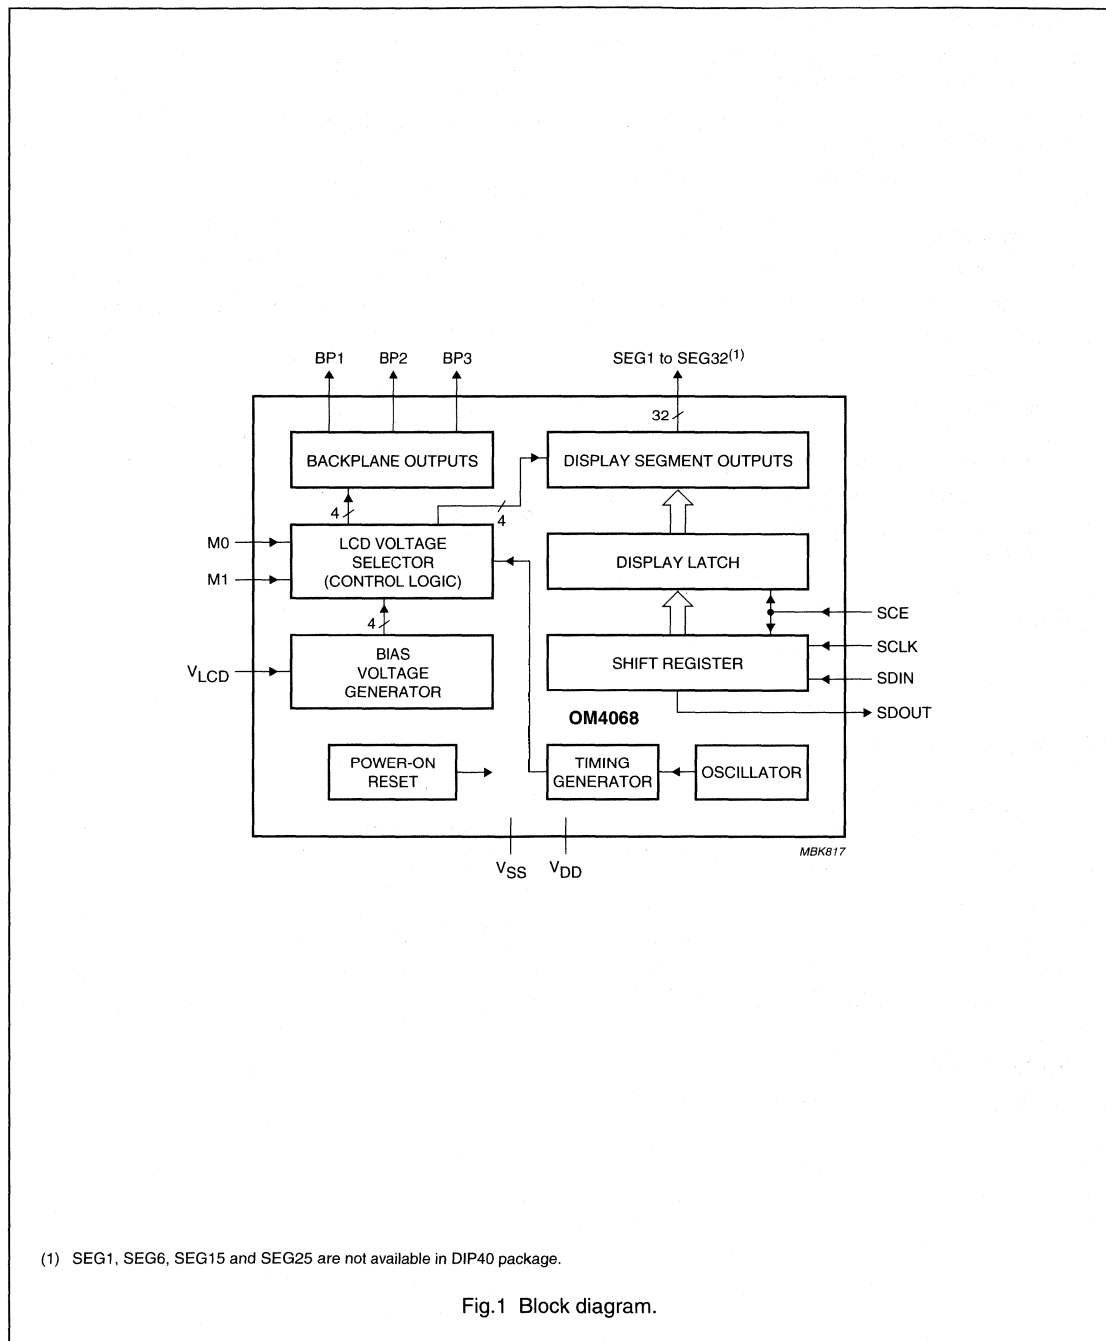 BP1 BP2 BP3 SEG1 to SEG32(1)
32
BACKPLANE OUTPUTS
DISPLAY SEGMENT OUTPUTS
4
4
M0
M1
LCD VOLTAGE
SELECTOR
(CONTROL LOGIC)
DISPLAY LATCH
4
SCE
SCLK
SDIN
SDOUT
VLCD
BIAS
VOLTAGE
GENERATOR
SHIFT REGISTER
OM4068
POWER-ON
RESET
TIMING
GENERATOR
OSCILLATOR
MBK817
VSS VDD
(1) SEG1, SEG6, SEG15 and SEG25 are not available in DIP40 package.
Fig.1 Block diagram.